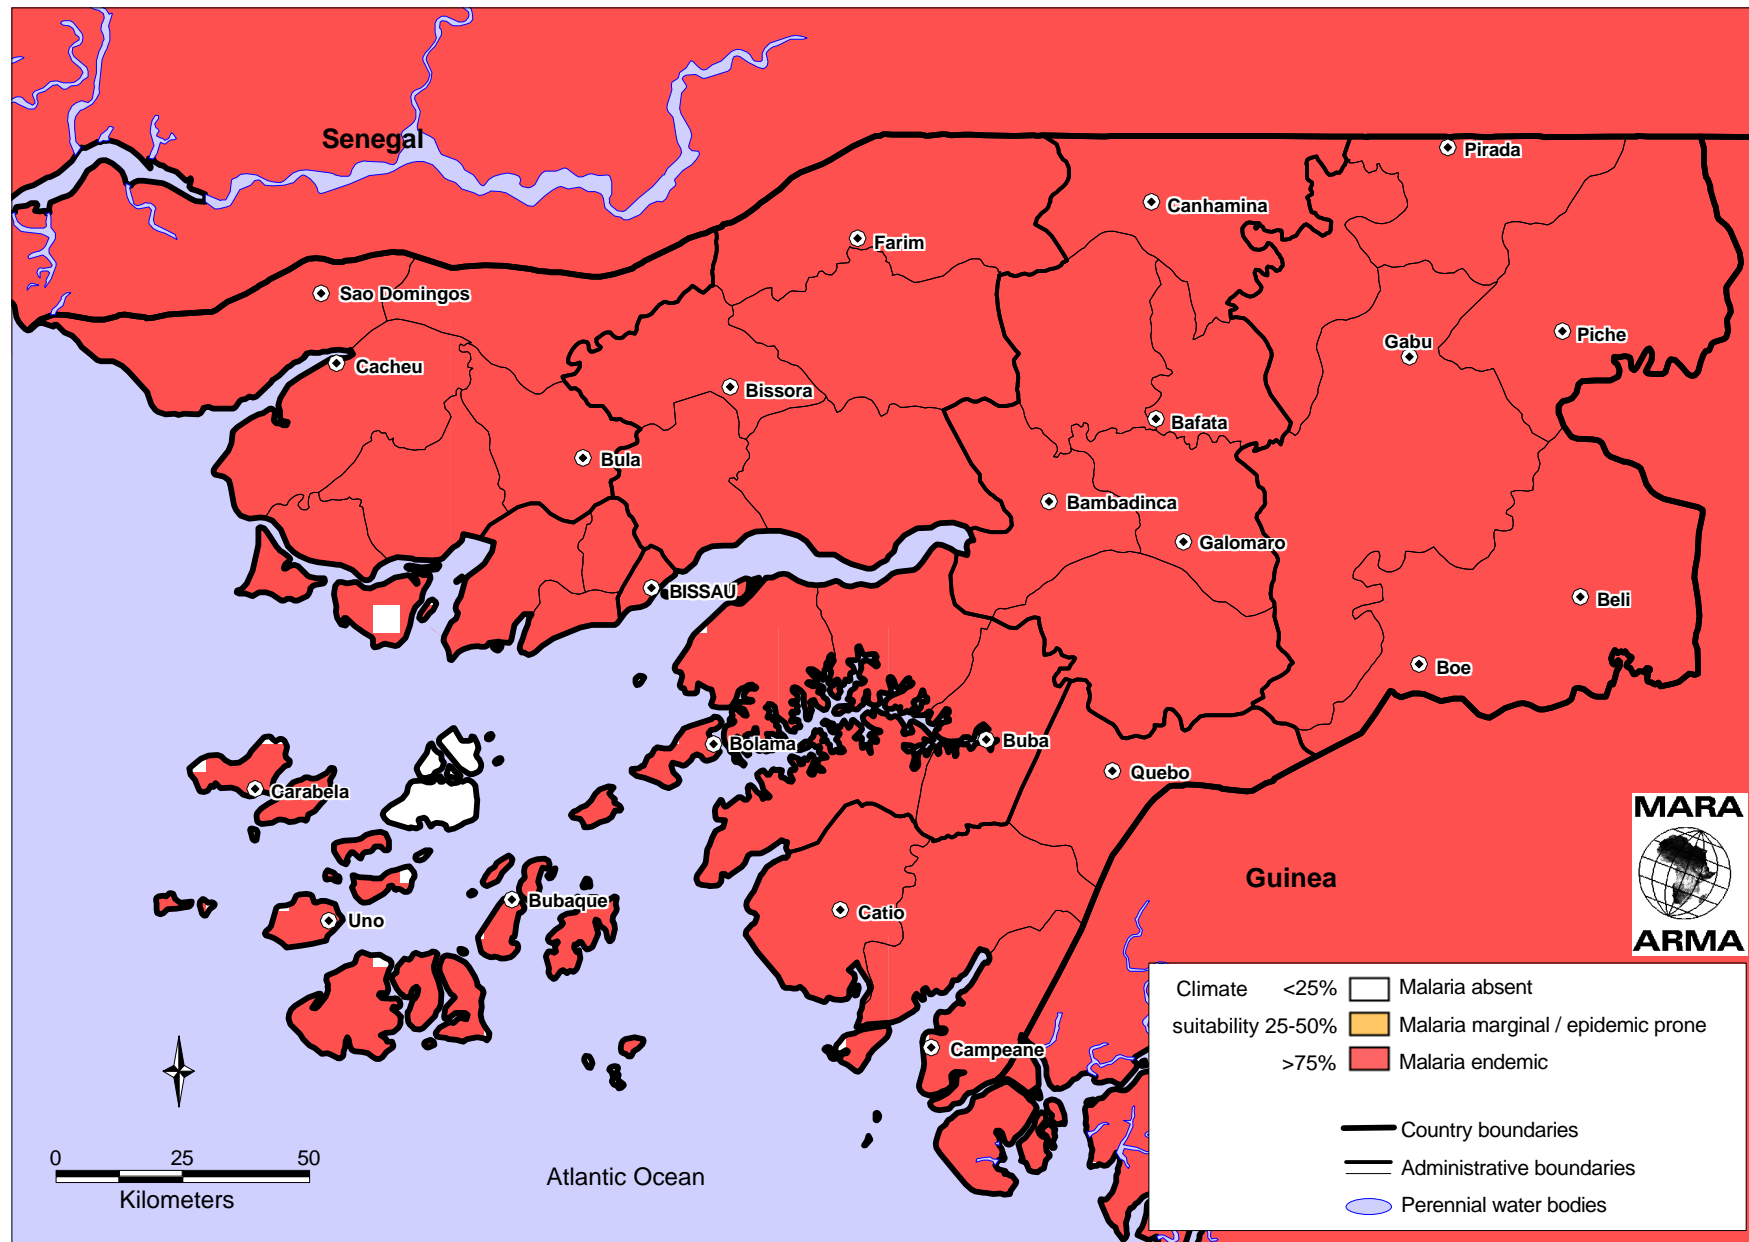 Senegal
Pirada
Canhamina
Farim
Sao Domingos
Cacheu
Gabu
Piche
Bissora
Bafata
Bula
Bambadinca
Galomaro
BISSAU
Beli
Boe
Bolama
Buba
Quebo
Carabela
MARA
ARMA
Guinea
Bubaque
Uno
Catio
Campeane
Climate <25% Malaria absent
suitability 25-50% Malaria marginal / epidemic prone
>75% Malaria endemic
Country boundaries
Administrative boundaries
Perennial water bodies
0 25 50
Kilometers
Atlantic Ocean